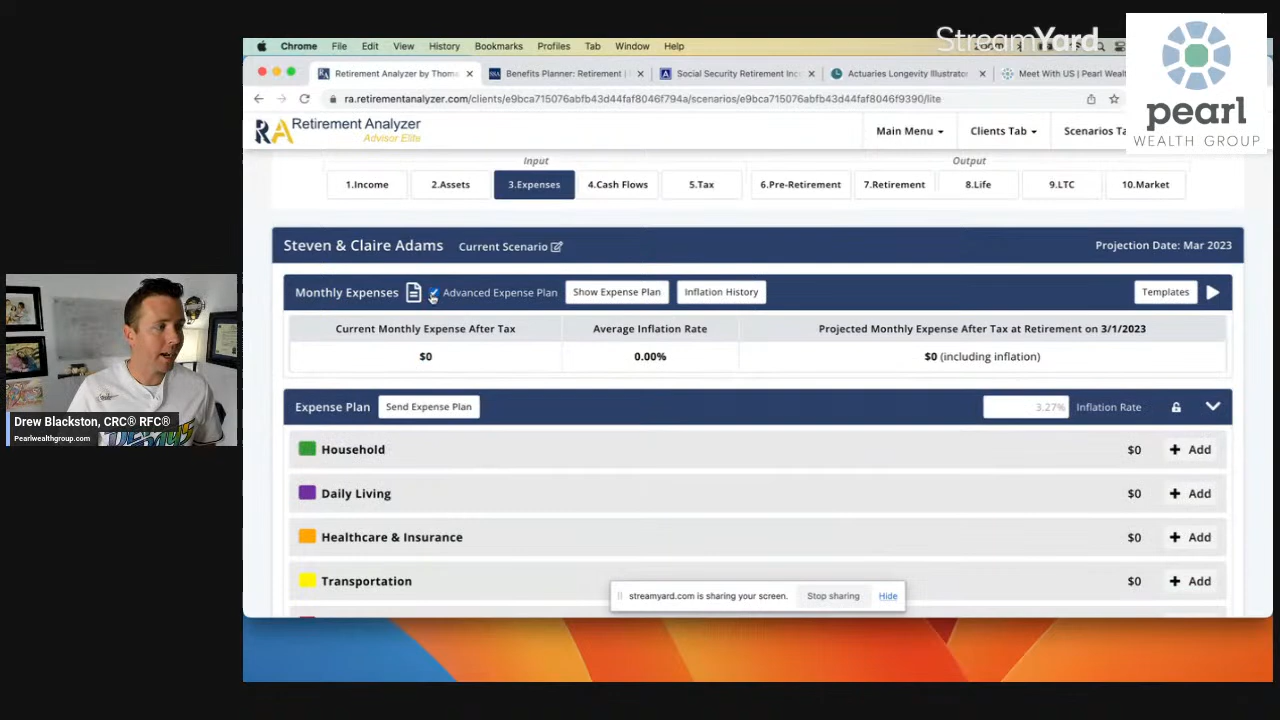 StreamYard
pearl
WEALTH GROUP
Chrome File Edit View History Bookmarks Profiles Tab Window Help
Retirement Analyzer by Thoma
Benefits Planner: Retirement |
Social Security Retirement Inc
Actuaries Longevity Illustrator
Meet With US | Pearl Wealt
ra.retirementanalyzer.com/clients/e9bca715076abfb43d44faf8046f794a/scenarios/e9bca715076abfb43d44faf8046f9390/lite
RA Retirement Analyzer
Advisor Elite
Main Menu Clients Tab Scenarios Ta
Input Output
1.Income 2.Assets 3.Expenses 4.Cash Flows 5.Tax 6.Pre-Retirement 7.Retirement 8.Life 9.LTC 10.Market
Steven & Claire Adams Current Scenario Projection Date: Mar 2023
Monthly Expenses Advanced Expense Plan Show Expense Plan Inflation History Templates
Current Monthly Expense After Tax Average Inflation Rate Projected Monthly Expense After Tax at Retirement on 3/1/2023
$0 0.00% $0 (including inflation)
Expense Plan Send Expense Plan 3.27% Inflation Rate
Household $0 + Add
Daily Living $0 + Add
Healthcare & Insurance $0 + Add
Transportation $0 + Add
streamyard.com is sharing your screen. Stop sharing Hide
Drew Blackston, CRC® RFC®
Pearlwealthgroup.com